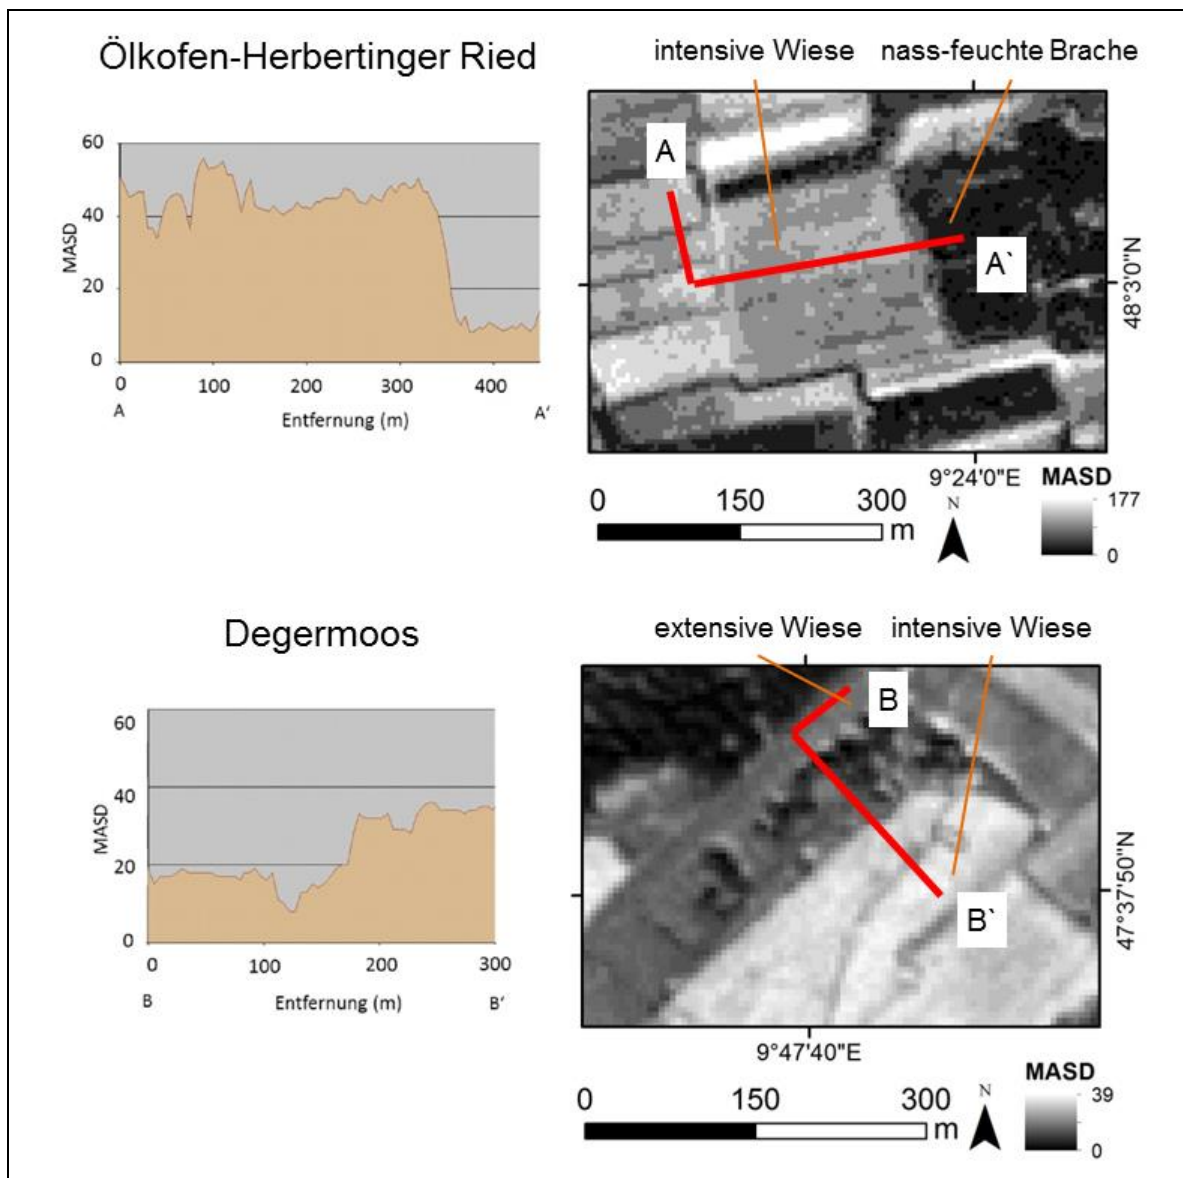 Ölkofen-Herbertinger Ried
intensive Wiese
nass-feuchte Brache
60
40
20
0
MASD
0
100
200
300
400
A
Entfernung (m)
A'
A
A`
48°3'0"N
9°24'0"E
0
150
300
m
N
MASD
177
0
Degermoos
extensive Wiese
intensive Wiese
60
40
20
0
MASD
0
100
200
300
B
Entfernung (m)
B'
B
B`
47°37'50"N
9°47'40"E
0
150
300
m
N
MASD
39
0